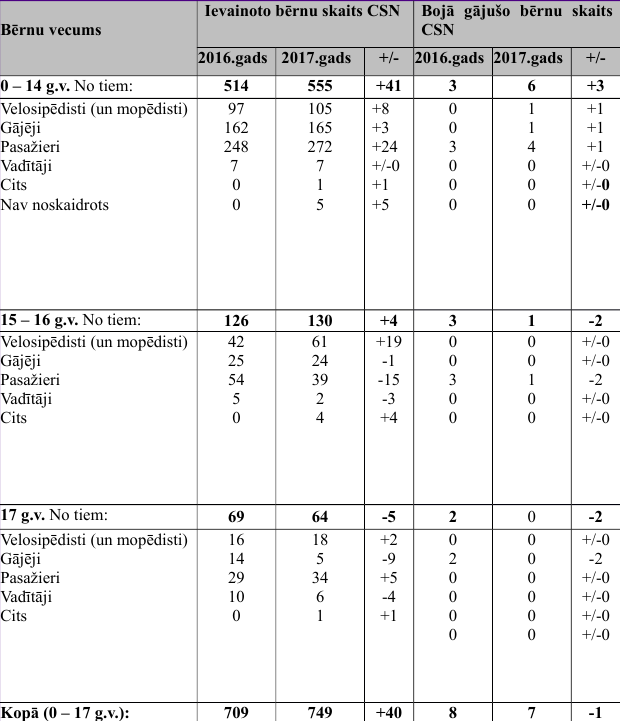 Bērnu vecums Ievainoto bērnu skaits CSN Bojā gājušo bērnu skaits CSN
2016.gads 2017.gads +/- 2016.gads 2017.gads +/-
0 – 14 g.v. No tiem: 514 555 +41 3 6 +3
Velosipēdisti (un mopēdisti) 97 105 +8 0 1 +1
Gājēji 162 165 +3 0 1 +1
Pasažieri 248 272 +24 3 4 +1
Vadītāji 7 7 +/-0 0 0 +/-0
Cits 0 1 +1 0 0 +/-0
Nav noskaidrots 0 5 +5 0 0 +/-0
15 – 16 g.v. No tiem: 126 130 +4 3 1 -2
Velosipēdisti (un mopēdisti) 42 61 +19 0 0 +/-0
Gājēji 25 24 -1 0 0 +/-0
Pasažieri 54 39 -15 3 1 -2
Vadītāji 5 2 -3 0 0 +/-0
Cits 0 4 +4 0 0 +/-0
17 g.v. No tiem: 69 64 -5 2 0 -2
Velosipēdisti (un mopēdisti) 16 18 +2 0 0 +/-0
Gājēji 14 5 -9 2 0 -2
Pasažieri 29 34 +5 0 0 +/-0
Vadītāji 10 6 -4 0 0 +/-0
Cits 0 1 +1 0 0 +/-0
0 0 +/-0
Kopā (0 – 17 g.v.): 709 749 +40 8 7 -1